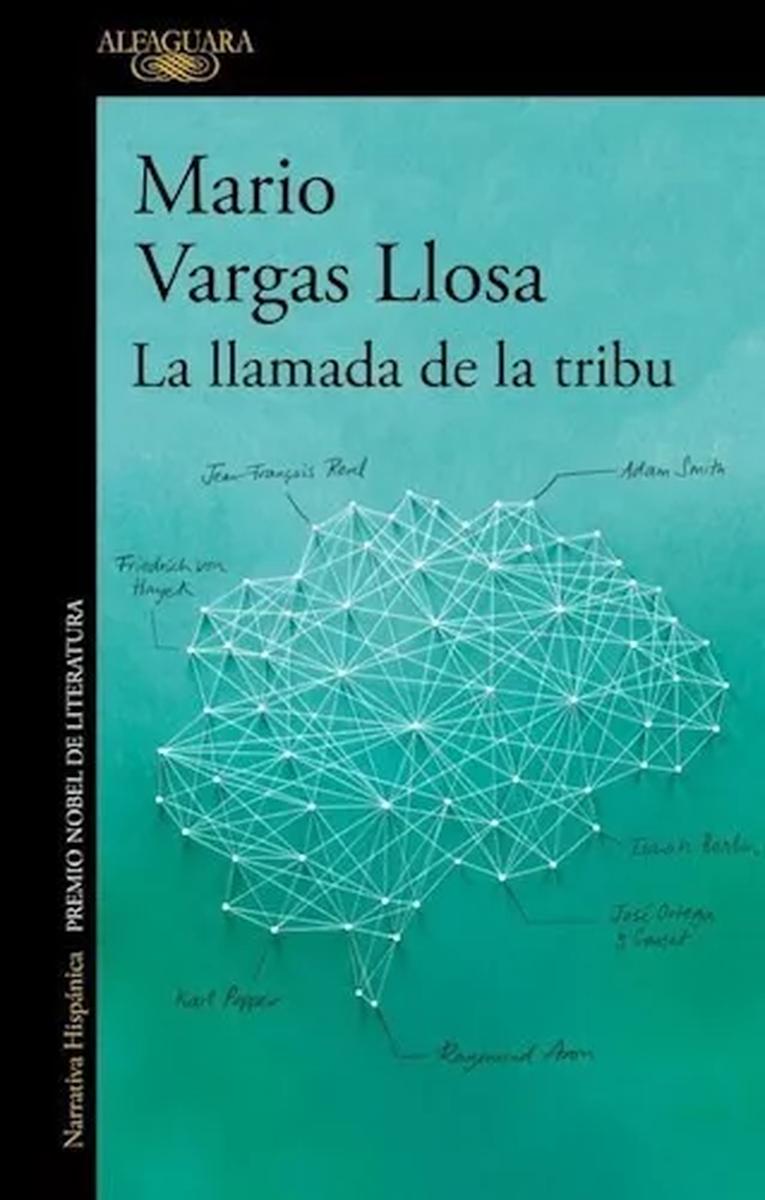 ALFAGUARA
Mario
Vargas Llosa
La llamada de la tribu
Jean-François Revel
Adam Smith
Friedrich von
Hayek
Isaiah Berlin
José Ortega
y Gasset
Karl Popper
Raymond Aron
Narrativa Hispánica PREMIO NOBEL DE LITERATURA